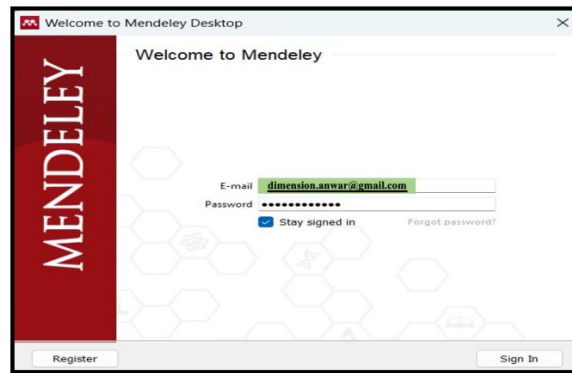 Welcome to Mendeley Desktop
MENDELEY
Welcome to Mendeley
E-mail dimension.anwar@gmail.com
Password ••••••••••••
Stay signed in Forgot password?
Register Sign In